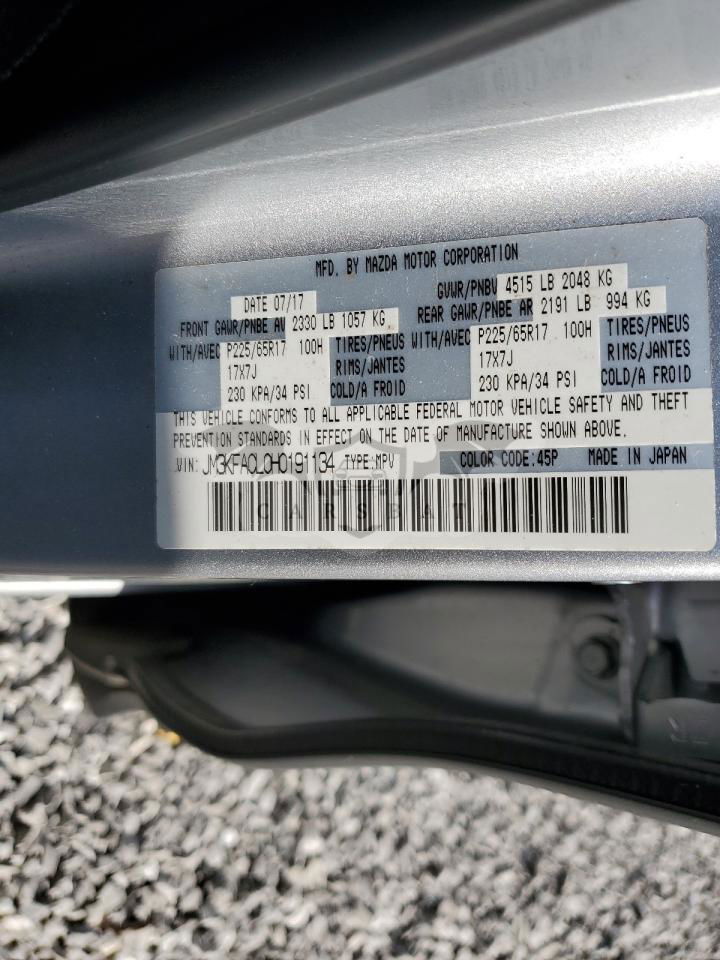 MFD. BY MAZDA MOTOR CORPORATION
DATE 07/17 GVWR/PNBV 4515 LB 2048 KG
FRONT GAWR/PNBE AV 2330 LB 1057 KG REAR GAWR/PNBE AR 2191 LB 994 KG
WITH/AVEC P225/65R17 100H TIRES/PNEUS WITH/AVEC P225/65R17 100H TIRES/PNEUS
17X7J RIMS/JANTES 17X7J RIMS/JANTES
230 KPA/34 PSI COLD/A FROID 230 KPA/34 PSI COLD/A FROID
THIS VEHICLE CONFORMS TO ALL APPLICABLE FEDERAL MOTOR VEHICLE SAFETY AND THEFT
PREVENTION STANDARDS IN EFFECT ON THE DATE OF MANUFACTURE SHOWN ABOVE.
VIN: JM3KFACL0H0191134 TYPE:MPV COLOR CODE:45P MADE IN JAPAN
CARSBAT